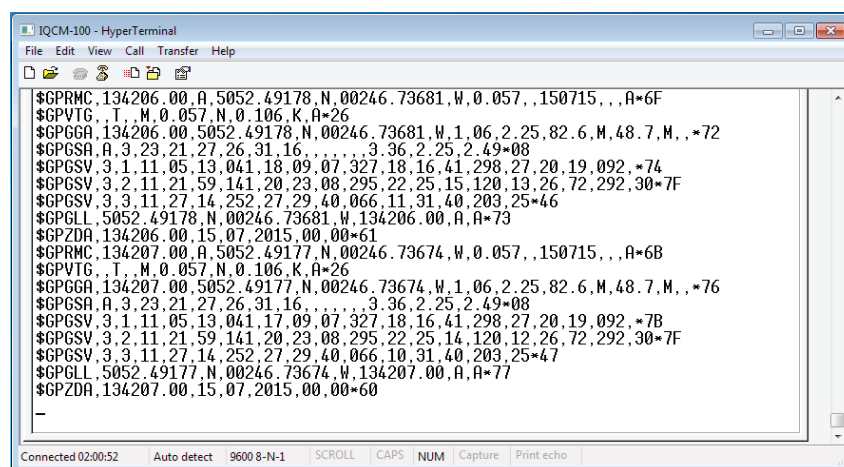 IQCM-100 - HyperTerminal
File Edit View Call Transfer Help
$GPRMC,134206.00,A,5052.49178,N,00246.73681,W,0.057,,150715,,,A*6F
$GPVTG,,T,,M,0.057,N,0.106,K,A*26
$GPGGA,134206.00,5052.49178,N,00246.73681,W,1,06,2.25,82.6,M,48.7,M,,*72
$GPGSA,A,3,23,21,27,26,31,16,,,,,,,3.36,2.25,2.49*08
$GPGSV,3,1,11,05,13,041,18,09,07,327,18,16,41,298,27,20,19,092,*74
$GPGSV,3,2,11,21,59,141,20,23,08,295,22,25,15,120,13,26,72,292,30*7F
$GPGSV,3,3,11,27,14,252,27,29,40,066,11,31,40,203,25*46
$GPGLL,5052.49178,N,00246.73681,W,134206.00,A,A*73
$GPZDA,134206.00,15,07,2015,00,00*61
$GPRMC,134207.00,A,5052.49177,N,00246.73674,W,0.057,,150715,,,A*6B
$GPVTG,,T,,M,0.057,N,0.106,K,A*26
$GPGGA,134207.00,5052.49177,N,00246.73674,W,1,06,2.25,82.6,M,48.7,M,,*76
$GPGSA,A,3,23,21,27,26,31,16,,,,,,,3.36,2.25,2.49*08
$GPGSV,3,1,11,05,13,041,17,09,07,327,18,16,41,298,27,20,19,092,*7B
$GPGSV,3,2,11,21,59,141,20,23,08,295,22,25,14,120,12,26,72,292,30*7F
$GPGSV,3,3,11,27,14,252,27,29,40,066,10,31,40,203,25*47
$GPGLL,5052.49177,N,00246.73674,W,134207.00,A,A*77
$GPZDA,134207.00,15,07,2015,00,00*60
Connected 02:00:52 Auto detect 9600 8-N-1 SCROLL CAPS NUM Capture Print echo